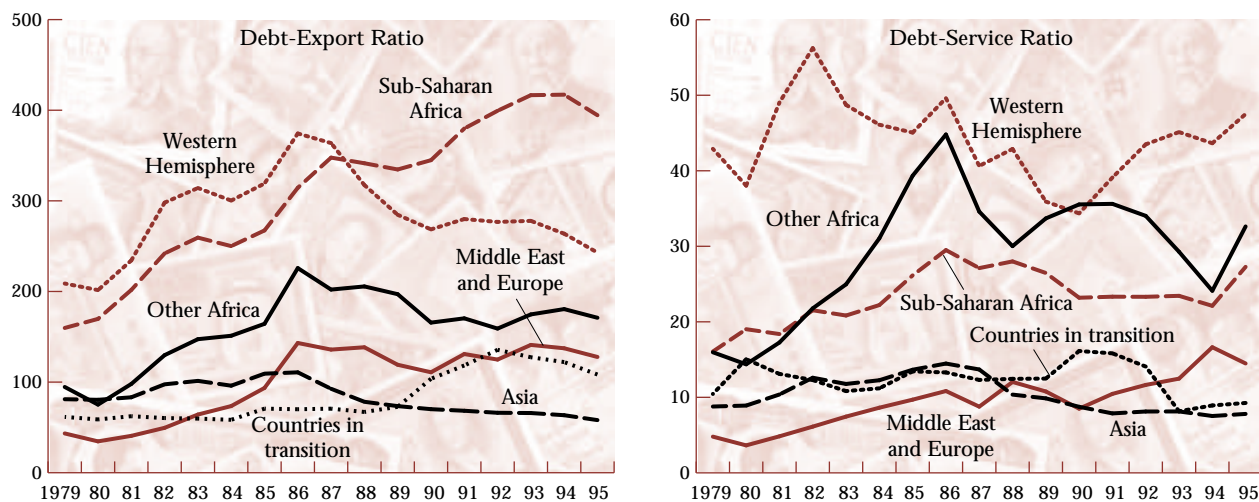 Debt-Export Ratio
500
400
300
200
100
0
Sub-Saharan
Africa
Western
Hemisphere
Middle East
and Europe
Other Africa
Asia
Countries in
transition
1979 80 81 82 83 84 85 86 87 88 89 90 91 92 93 94 95
Debt-Service Ratio
60
50
40
30
20
10
0
Western
Hemisphere
Other Africa
Sub-Saharan Africa
Countries in transition
Middle East
and Europe
Asia
1979 80 81 82 83 84 85 86 87 88 89 90 91 92 93 94 95